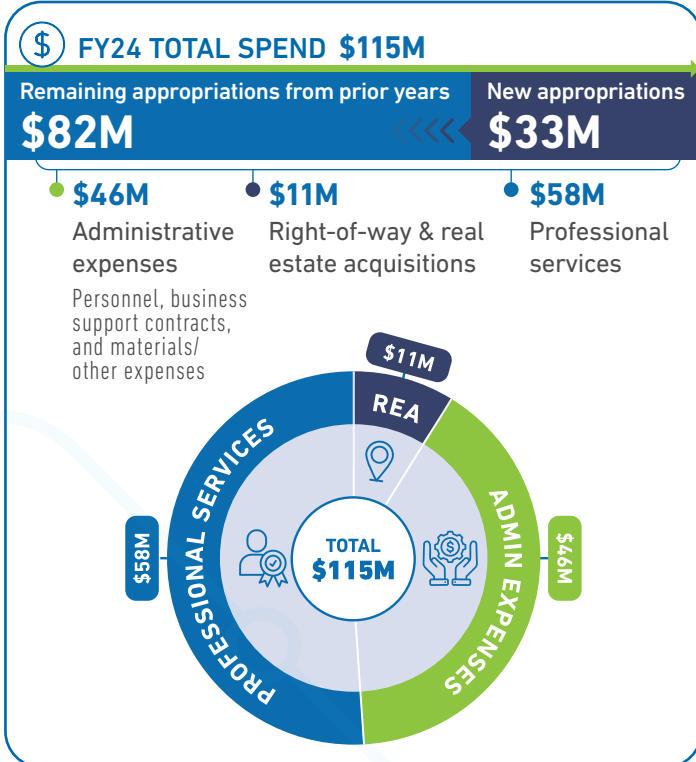 $ FY24 TOTAL SPEND $115M
Remaining appropriations from prior years
$82M
New appropriations
$33M
$46M
Administrative
expenses
Personnel, business
support contracts,
and materials/
other expenses
$11M
Right-of-way & real
estate acquisitions
$58M
Professional
services
$11M
REA
PROFESSIONAL SERVICES
$58M
TOTAL
$115M
$
ADMIN EXPENSES
$46M